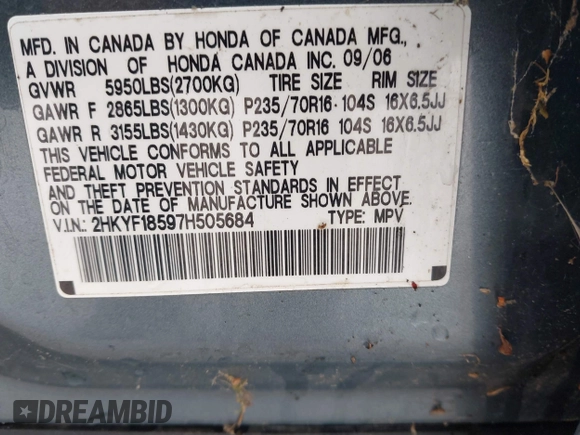 MFD. IN CANADA BY HONDA OF CANADA MFG.,
A DIVISION OF HONDA CANADA INC. 09/06
GVWR 5950LBS(2700KG) TIRE SIZE RIM SIZE
GAWR F 2865LBS(1300KG) P235/70R16 104S 16X6.5JJ
GAWR R 3155LBS(1430KG) P235/70R16 104S 16X6.5JJ
THIS VEHICLE CONFORMS TO ALL APPLICABLE
FEDERAL MOTOR VEHICLE SAFETY
AND THEFT PREVENTION STANDARDS IN EFFECT
ON THE DATE OF MANUFACTURE SHOWN ABOVE.
V.I.N.: 2HKYF18597H505684 TYPE: MPV
DREAMBID